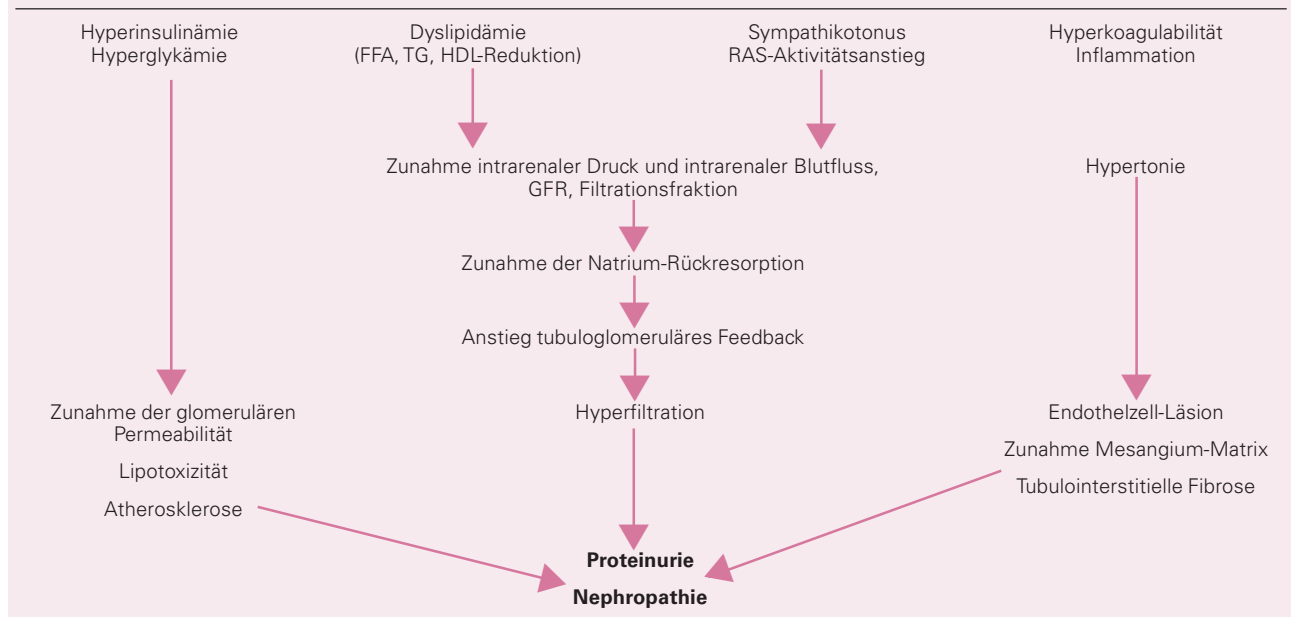 Hyperinsulinämie
Hyperglykämie
Dyslipidämie
(FFA, TG, HDL-Reduktion)
Sympathikotonus
RAS-Aktivitätsanstieg
Hyperkoagulabilität
Inflammation
Zunahme intrarenaler Druck und intrarenaler Blutfluss,
GFR, Filtrationsfraktion
Hypertonie
Zunahme der Natrium-Rückresorption
Anstieg tubuloglomeruläres Feedback
Zunahme der glomerulären
Permeabilität
Lipotoxizität
Atherosklerose
Hyperfiltration
Endothelzell-Läsion
Zunahme Mesangium-Matrix
Tubulointerstitielle Fibrose
Proteinurie
Nephropathie